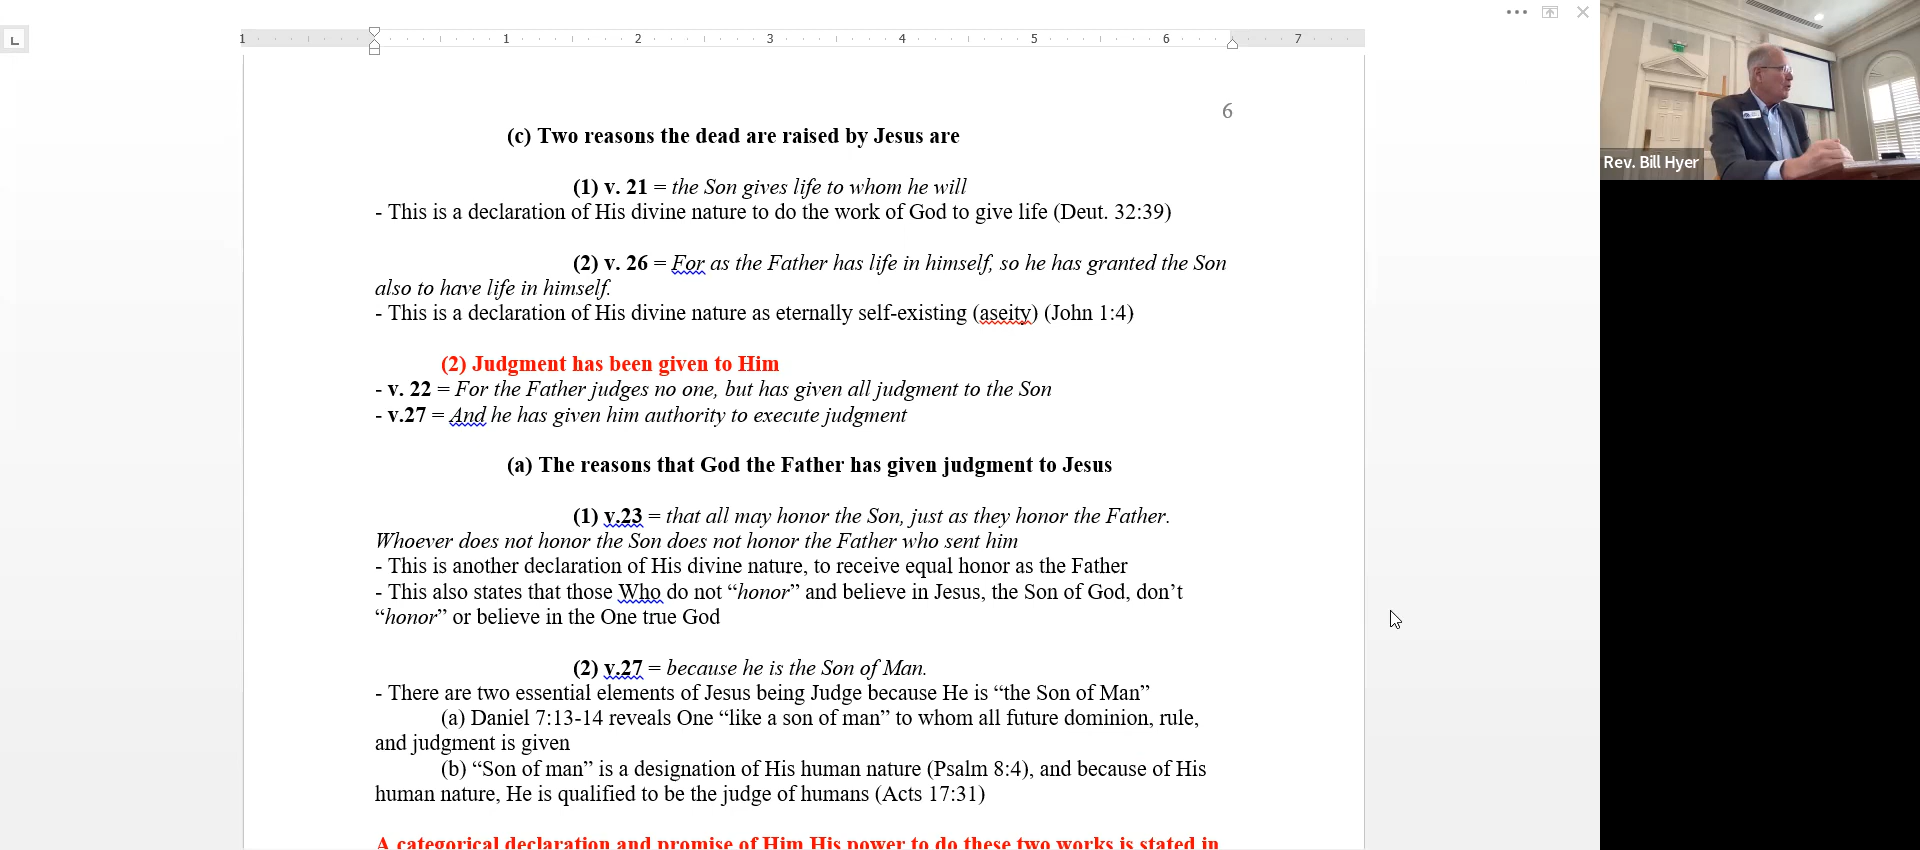 1 1 2 3 4 5 6 7
6
(c) Two reasons the dead are raised by Jesus are
(1) v. 21 = the Son gives life to whom he will
- This is a declaration of His divine nature to do the work of God to give life (Deut. 32:39)
(2) v. 26 = For as the Father has life in himself, so he has granted the Son
also to have life in himself.
- This is a declaration of His divine nature as eternally self-existing (aseity) (John 1:4)
(2) Judgment has been given to Him
- v. 22 = For the Father judges no one, but has given all judgment to the Son
- v.27 = And he has given him authority to execute judgment
(a) The reasons that God the Father has given judgment to Jesus
(1) v.23 = that all may honor the Son, just as they honor the Father.
Whoever does not honor the Son does not honor the Father who sent him
- This is another declaration of His divine nature, to receive equal honor as the Father
- This also states that those Who do not “honor” and believe in Jesus, the Son of God, don’t
“honor” or believe in the One true God
(2) v.27 = because he is the Son of Man.
- There are two essential elements of Jesus being Judge because He is “the Son of Man”
(a) Daniel 7:13-14 reveals One “like a son of man” to whom all future dominion, rule,
and judgment is given
(b) “Son of man” is a designation of His human nature (Psalm 8:4), and because of His
human nature, He is qualified to be the judge of humans (Acts 17:31)
A categorical declaration and promise of Him His power to do these two works is stated in
Rev. Bill Hyer